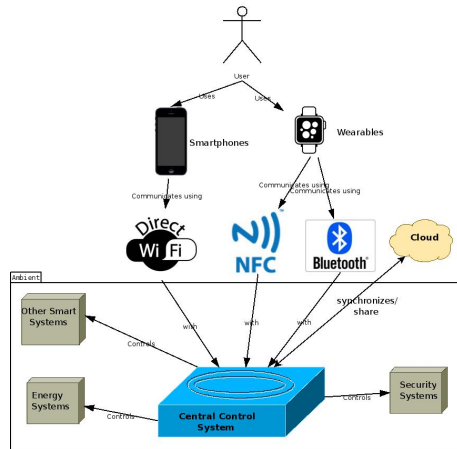 User
Uses
Uses
Smartphones
Wearables
Communicates using
Communicates using
Communicates using
Direct
Wi Fi
NFC
™
Bluetooth®
Cloud
Ambient
synchronizes/
share
Other Smart
Systems
with
with
with
Controls
Energy
Systems
Controls
Central Control
System
Controls
Security
Systems